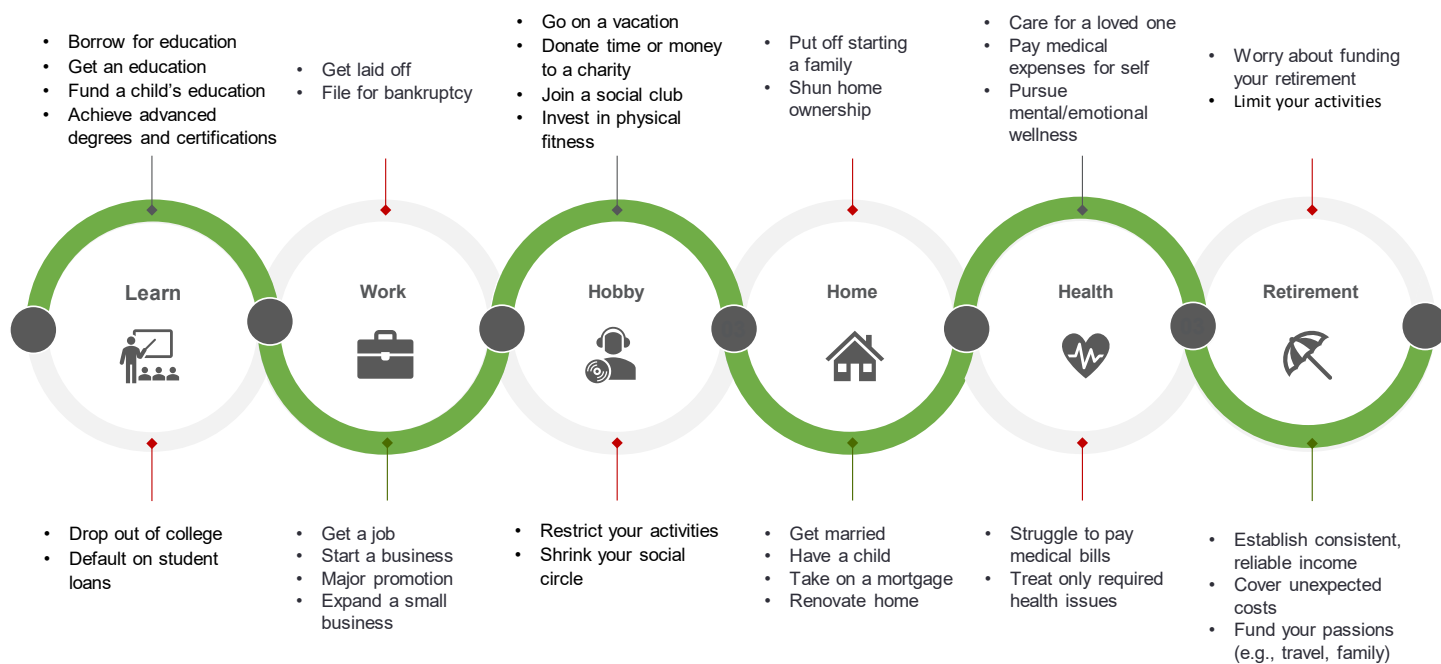 • Borrow for education
• Get an education
• Fund a child's education
• Achieve advanced
degrees and certifications
• Get laid off
• File for bankruptcy
• Go on a vacation
• Donate time or money
to a charity
• Join a social club
• Invest in physical
fitness
• Put off starting
a family
• Shun home
ownership
• Care for a loved one
• Pay medical
expenses for self
• Pursue
mental/emotional
wellness
• Worry about funding
your retirement
• Limit your activities
Learn
Work
Hobby
Home
Health
Retirement
• Drop out of college
• Default on student
loans
• Get a job
• Start a business
• Major promotion
• Expand a small
business
• Restrict your activities
• Shrink your social
circle
• Get married
• Have a child
• Take on a mortgage
• Renovate home
• Struggle to pay
medical bills
• Treat only required
health issues
• Establish consistent,
reliable income
• Cover unexpected
costs
• Fund your passions
(e.g., travel, family)